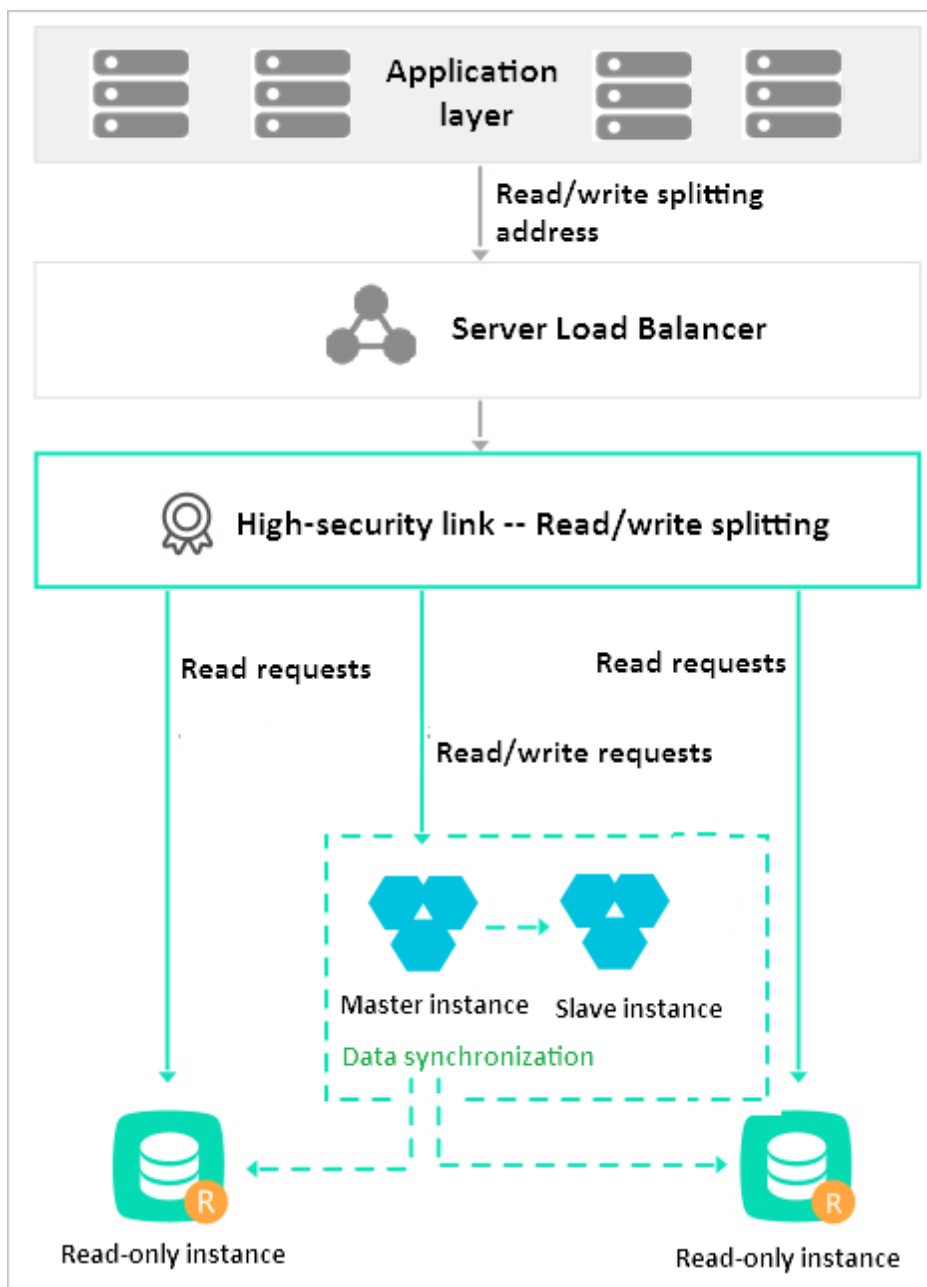 Application
layer
Read/write splitting
address
Server Load Balancer
High-security link -- Read/write splitting
Read requests
Read requests
Read/write requests
Master instance
Slave instance
Data synchronization
R
R
Read-only instance
Read-only instance